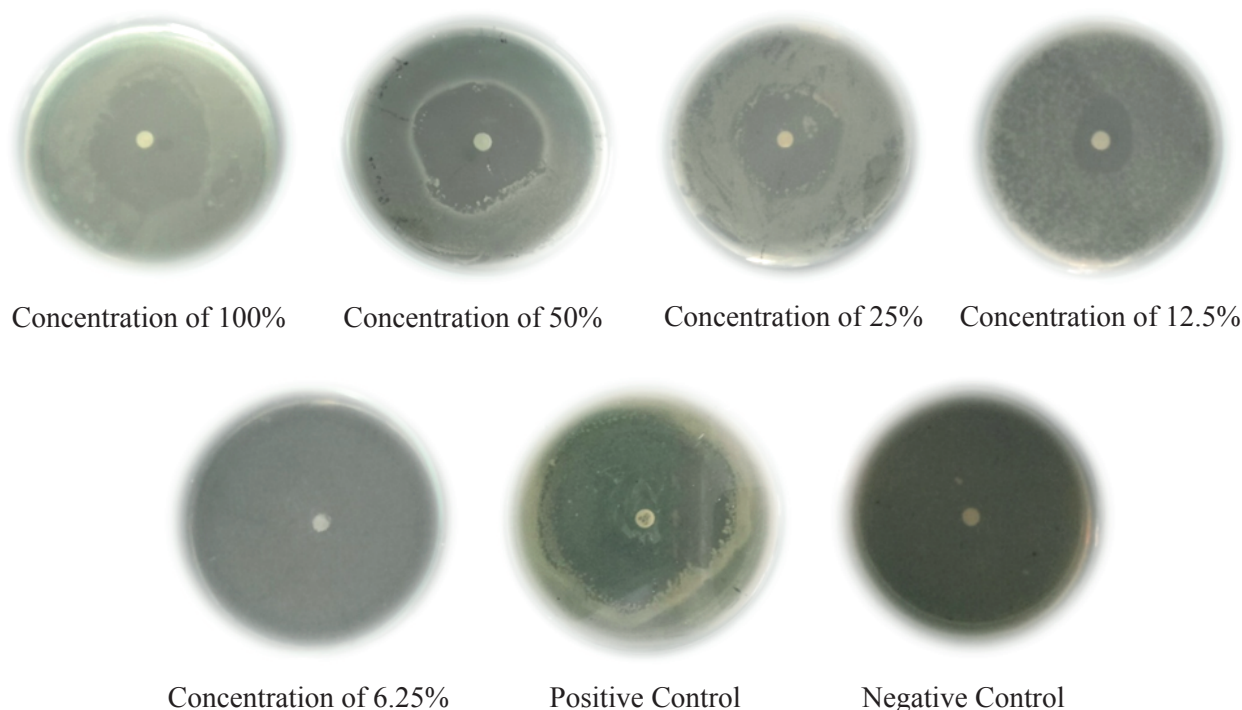 Concentration of 100%
Concentration of 50%
Concentration of 25%
Concentration of 12.5%
Concentration of 6.25%
Positive Control
Negative Control